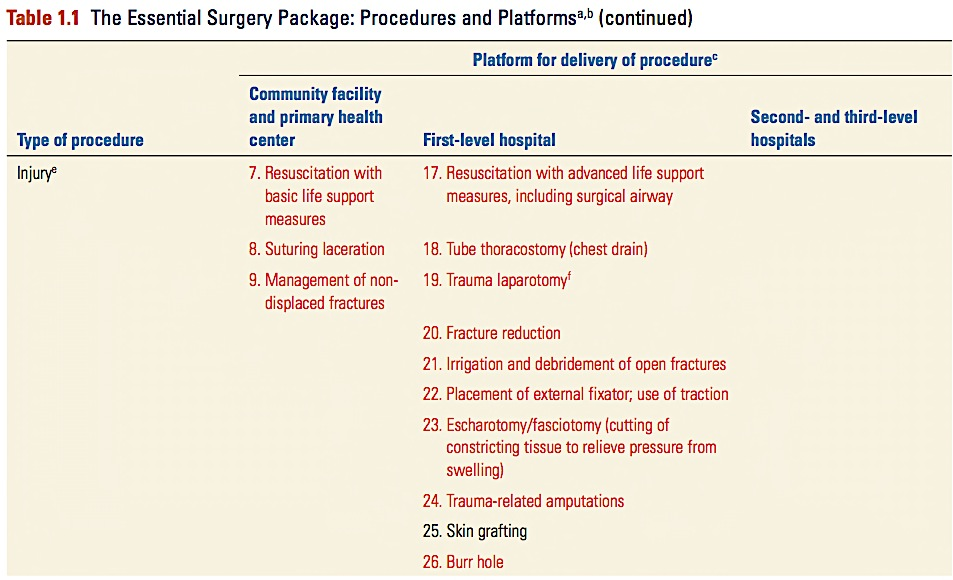 Table 1.1 The Essential Surgery Package: Procedures and Platformsa,b (continued)
Platform for delivery of procedurec
Type of procedure
Community facility
and primary health
center
First-level hospital
Second- and third-level
hospitals
Injurye
7. Resuscitation with
basic life support
measures
17. Resuscitation with advanced life support
measures, including surgical airway
8. Suturing laceration
18. Tube thoracostomy (chest drain)
9. Management of non-
displaced fractures
19. Trauma laparotomyf
20. Fracture reduction
21. Irrigation and debridement of open fractures
22. Placement of external fixator; use of traction
23. Escharotomy/fasciotomy (cutting of
constricting tissue to relieve pressure from
swelling)
24. Trauma-related amputations
25. Skin grafting
26. Burr hole